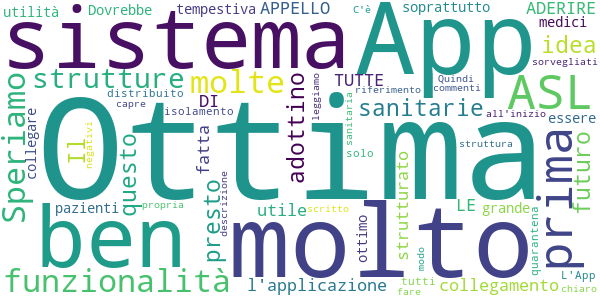 utilità
Dovrebbe
tempestiva
APPELLO
C'è
soprattutto
ADERIRE
sistema
App
medici
idea
sorvegliati
strutture
molte
adottino
TUTTE
riferimento
Quindi
commenti
ASL
distribuito
capre
DI
isolamento
leggiamo
sanitaria
sanitarie
all'inizio
essere
Speriamo
collegare
Il
negativi
questo
Ottima
fatta
solo
strutturato
struttura
prima
futuro
pazienti
propria
presto
descrizione
utile
scritto
ottimo
LE
grande
quarantena
ben
molto
modo
L'App
funzionalità
l'applicazione
tutti
fare
collegamento
chiaro